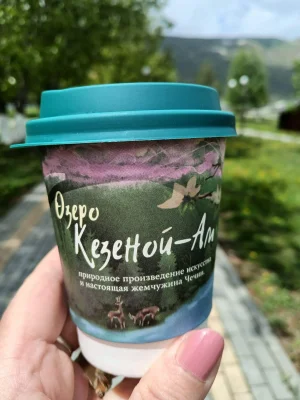 Озеро
Кезеной-Ам
природное произведение искусства
и настоящая жемчужина Чечни.